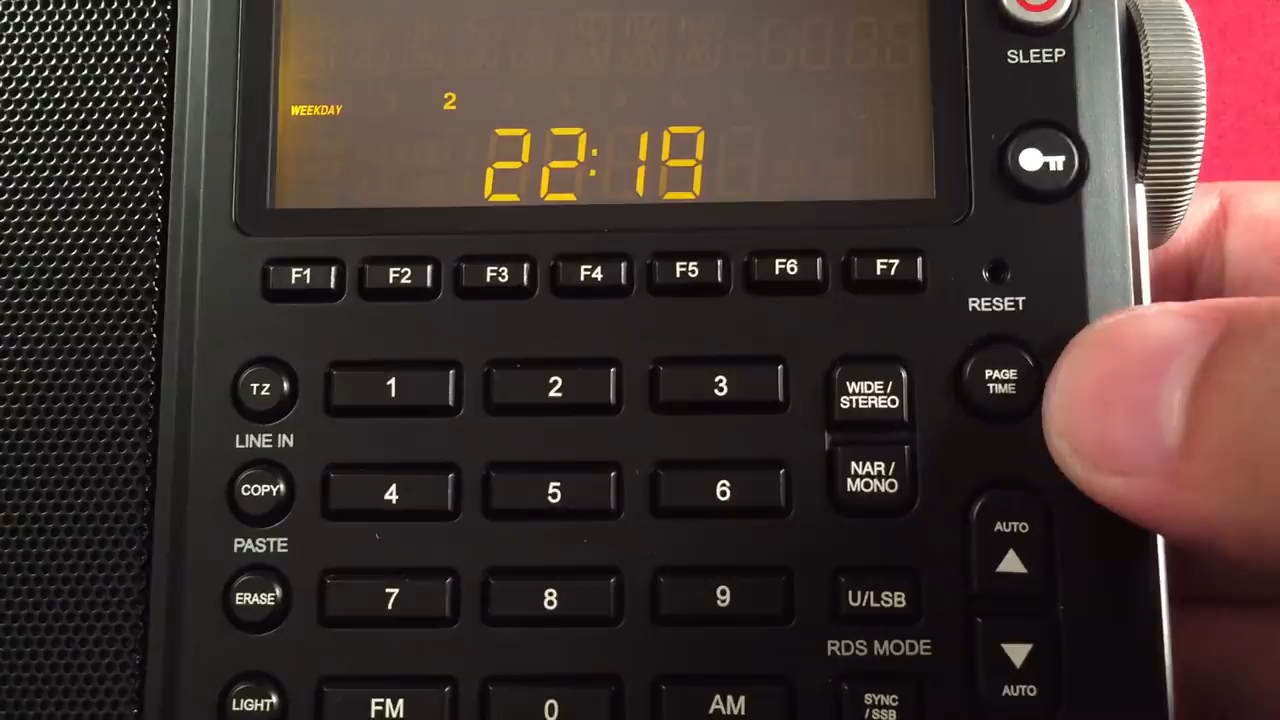 SLEEP
WEEKDAY 2
22:19
F1 F2 F3 F4 F5 F6 F7
RESET
TZ 1 2 3 WIDE / STEREO PAGE TIME
LINE IN
COPY 4 5 6 NAR / MONO
AUTO
PASTE
ERASE 7 8 9 U/LSB
RDS MODE
AUTO
LIGHT FM 0 AM SYNC /SSB